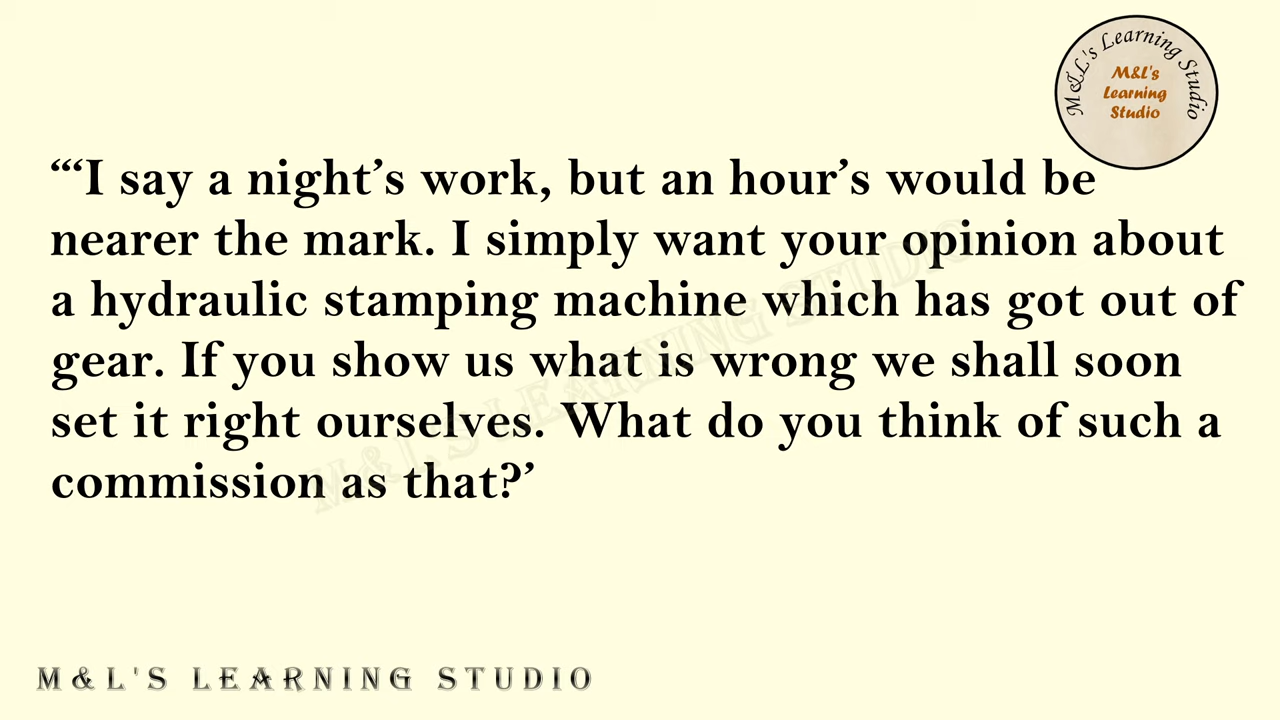 M&L's Learning Studio
M&L's
Learning
Studio
“‘I say a night’s work, but an hour’s would be
nearer the mark. I simply want your opinion about
a hydraulic stamping machine which has got out of
gear. If you show us what is wrong we shall soon
set it right ourselves. What do you think of such a
commission as that?’
M&L'S LEARNING STUDIO
M&L'S LEARNING STUDIO